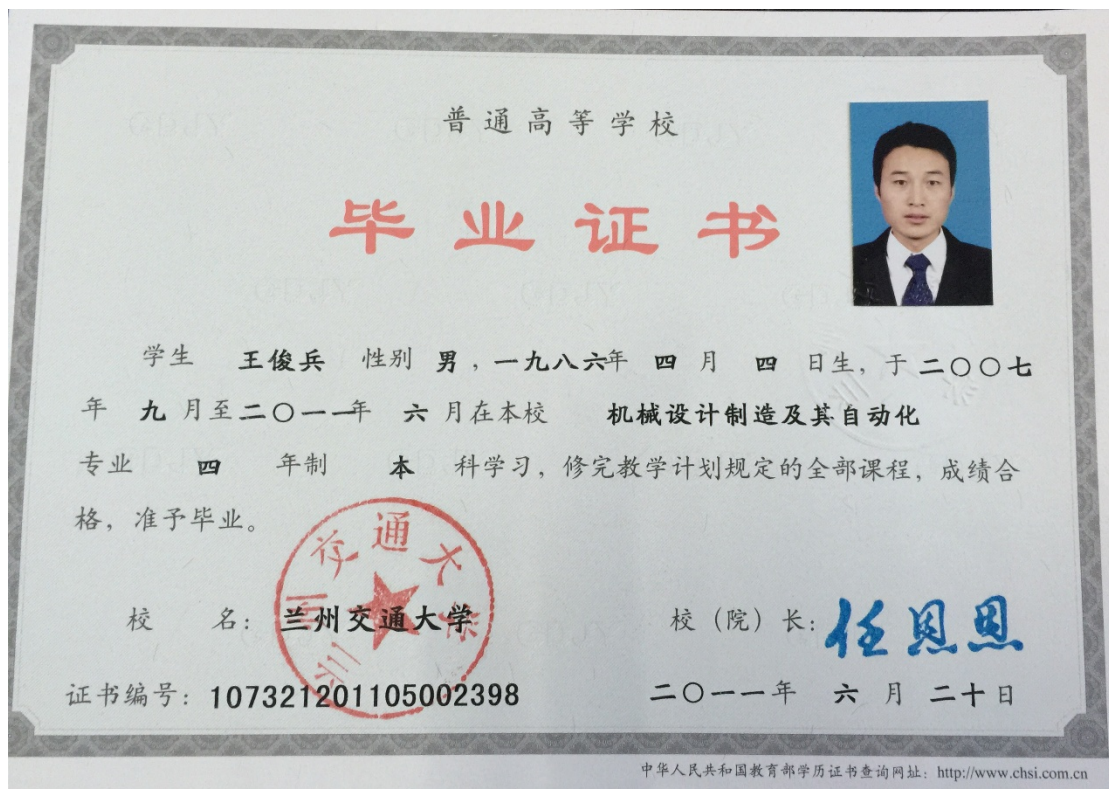 普通高等学校
毕业证书
学生 王俊兵 性别 男，一九八六年 四 月 四 日生，于 二〇〇七
年 九 月至二〇一一年 六 月在本校 机械设计制造及其自动化
专业 四 年制 本 科学习，修完教学计划规定的全部课程，成绩合
格，准予毕业。
兰州交通大学
校 名：兰州交通大学 校（院）长：任恩恩
证书编号：107321201105002398 二〇一一年 六 月 二十日
中华人民共和国教育部学历证书查询网址：http://www.chsi.com.cn